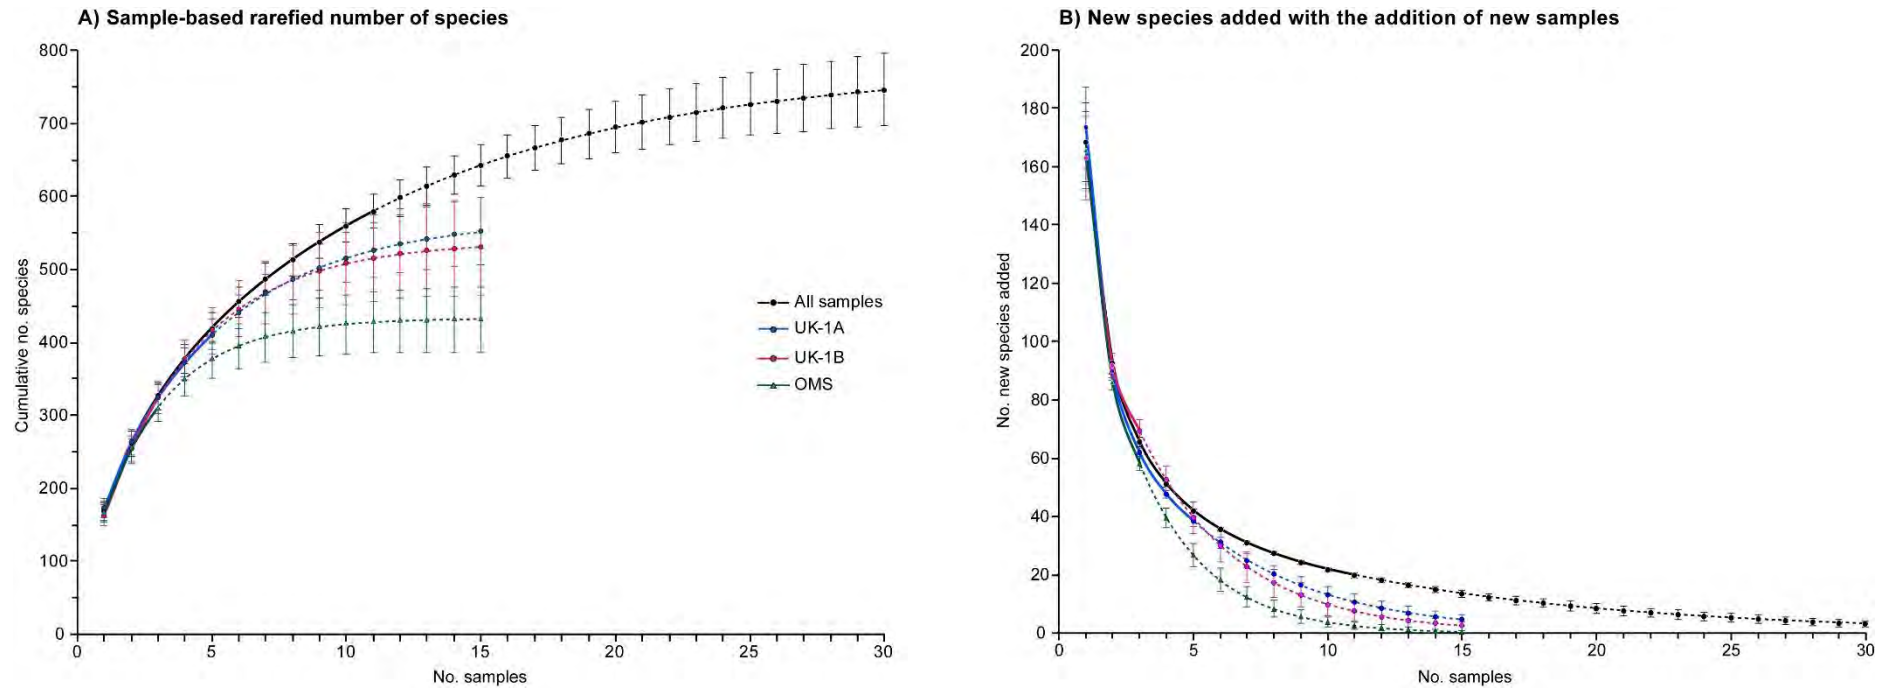 A) Sample-based rarefied number of species
800
700
600
500
400
300
200
100
0
Cumulative no. species
0 5 10 15 20 25 30
No. samples
All samples
UK-1A
UK-1B
OMS
B) New species added with the addition of new samples
200
180
160
140
120
100
80
60
40
20
0
No. new species added
0 5 10 15 20 25 30
No. samples